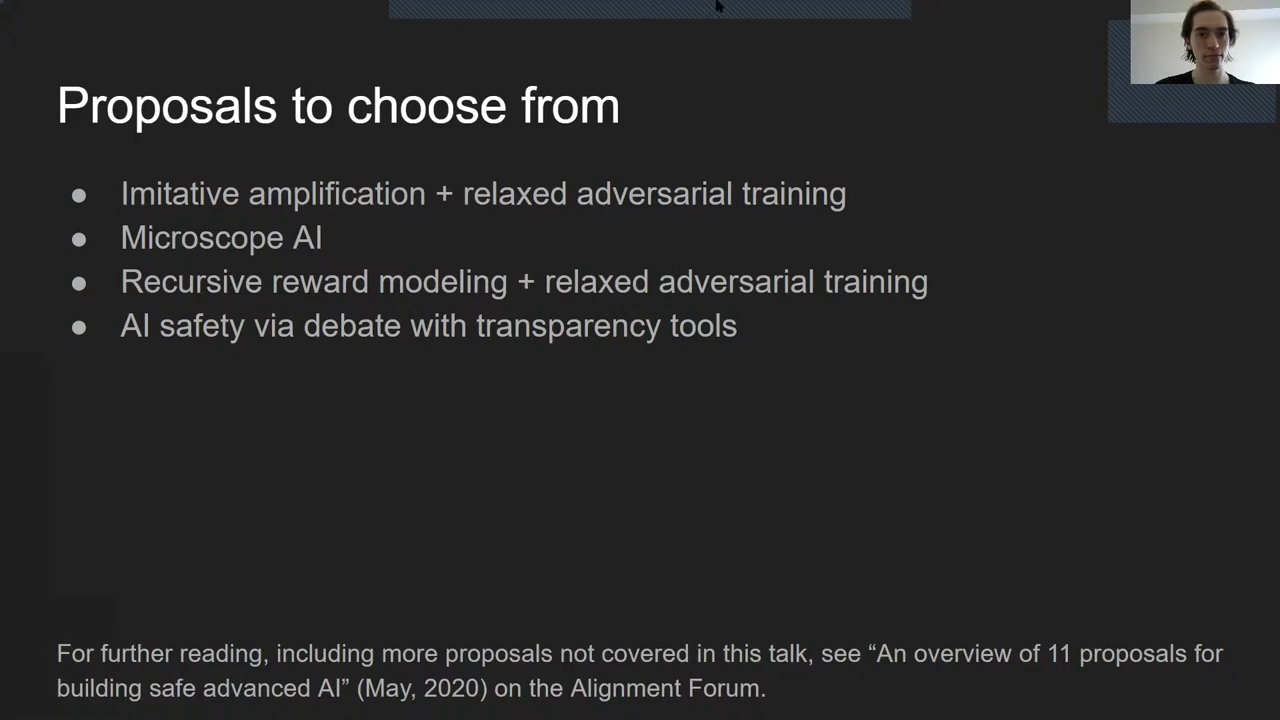 Proposals to choose from
● Imitative amplification + relaxed adversarial training
● Microscope AI
● Recursive reward modeling + relaxed adversarial training
● AI safety via debate with transparency tools
For further reading, including more proposals not covered in this talk, see “An overview of 11 proposals for
building safe advanced AI” (May, 2020) on the Alignment Forum.